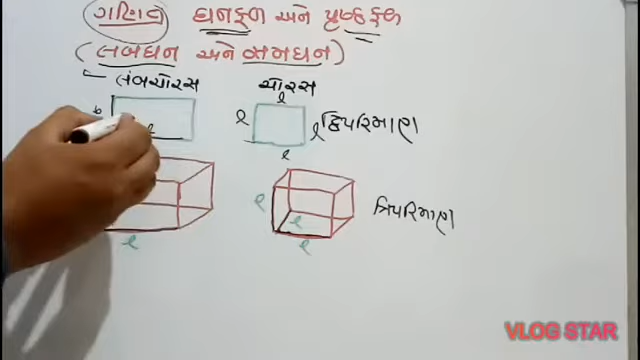 ગણિત ઘનફળ અને પૃષ્ઠફળ
(લંબઘન અને સમઘન)
લંબચોરસ ચોરસ
b l
l
l l દ્વિપરિમાણ
l
l l ત્રિપરિમાણ
l l
VLOG STAR